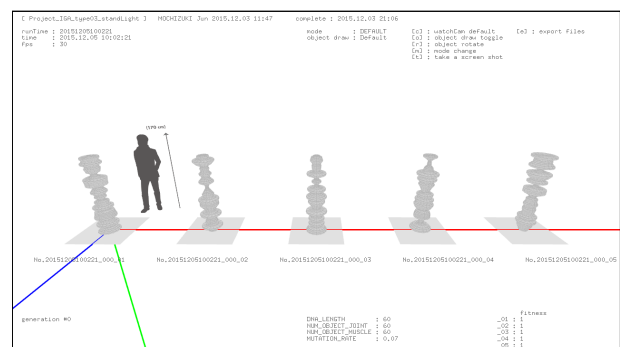 [ Project_IGA_type03_standLight ] MOCHIZUKI Jun 2015.12.03 11:47 complete : 2015.12.03 21:06
runTime : 20151205100221
time : 2015.12.05 10:02:21
fps : 30
mode : DEFAULT
object draw : Default
[c] : watchCan default
[o] : object draw toggle
[r] : object rotate
[m] : mode change
[t] : take a screen shot
[e] : export files
No.20151205100221_000_01
No.20151205100221_000_02
No.20151205100221_000_03
No.20151205100221_000_04
No.20151205100221_000_05
generation #0
DNA_LENGTH : 60
NUM_OBJECT_JOINT : 60
NUM_OBJECT_MUSCLE : 60
MUTATION_RATE : 0.07
fitness
_01 : 1
_02 : 1
_03 : 1
_04 : 1
_05 : 1